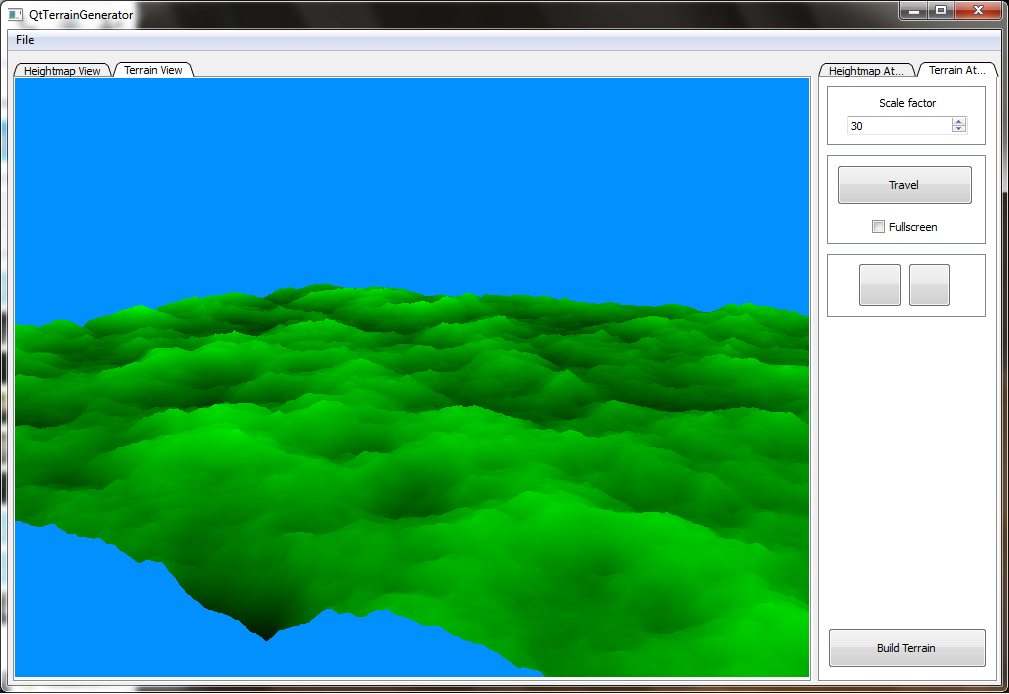 QtTerrainGenerator
File
Heightmap View
Terrain View
Heightmap At...
Terrain At...
Scale factor
30
Travel
Fullscreen
Build Terrain